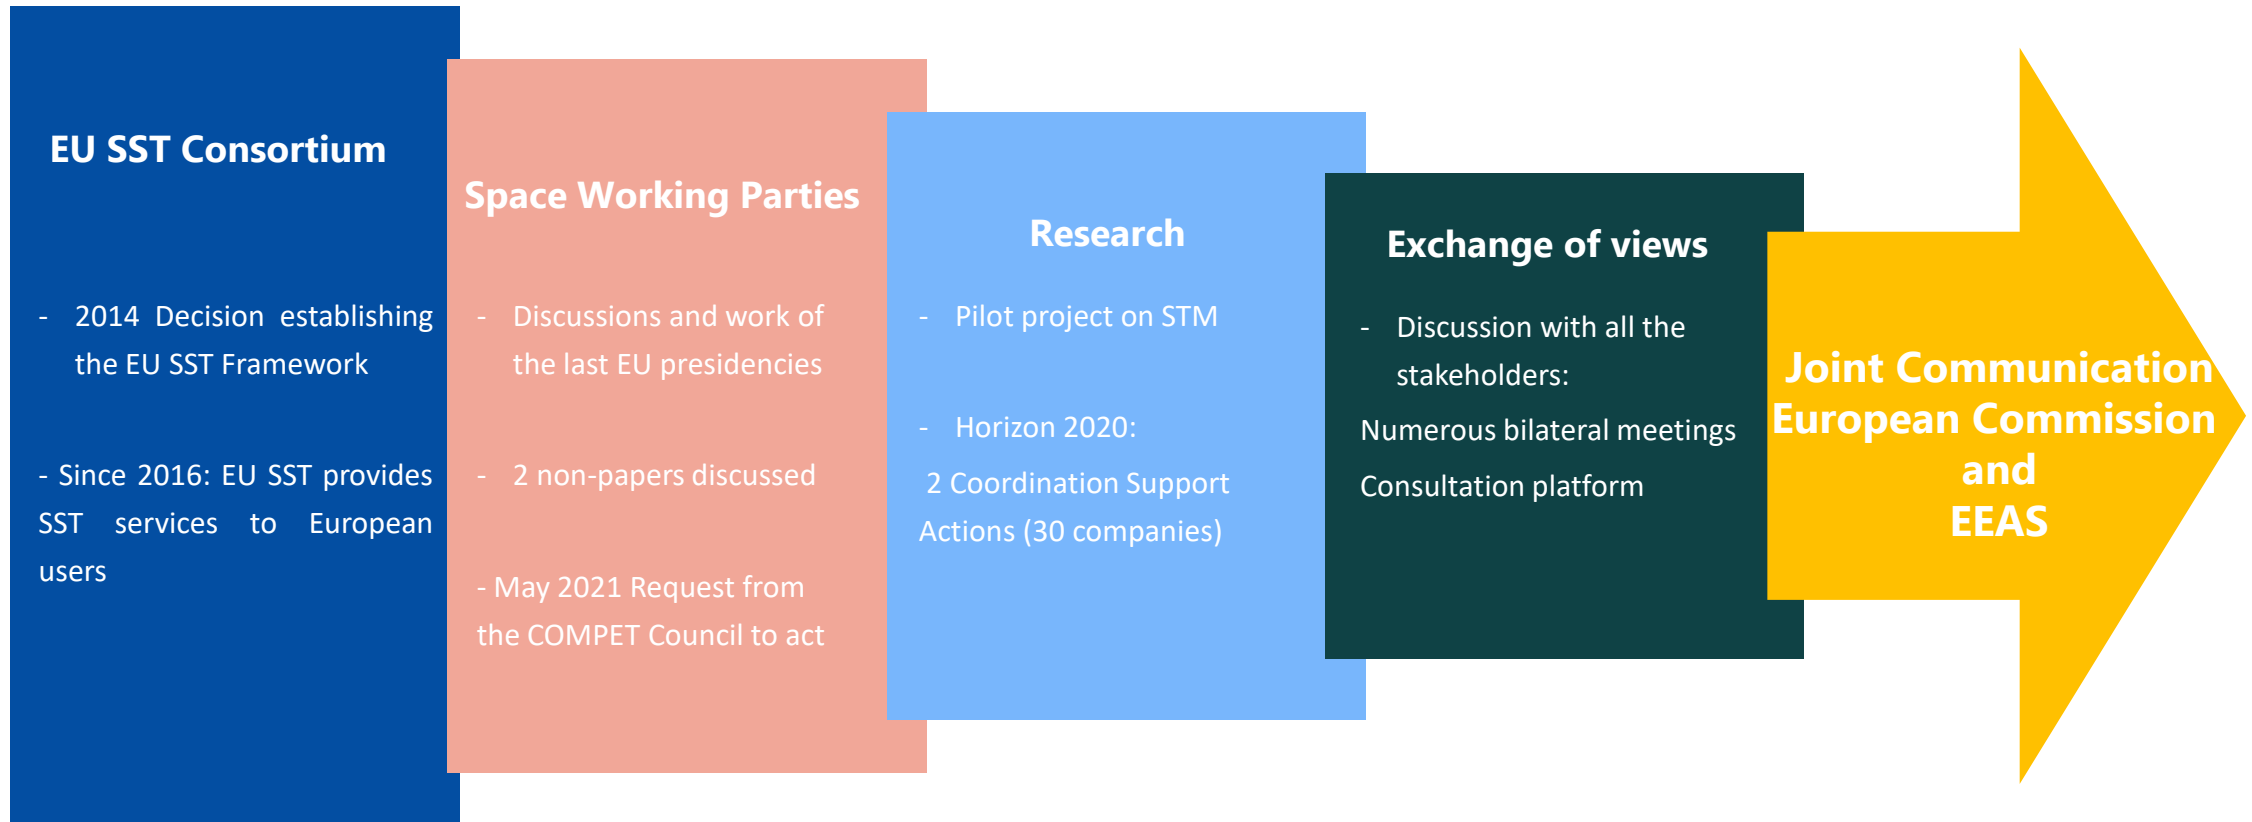 EU SST Consortium
- 2014 Decision establishing
the EU SST Framework
- Since 2016: EU SST provides
SST services to European
users
Space Working Parties
- Discussions and work of
the last EU presidencies
- 2 non-papers discussed
- May 2021 Request from
the COMPET Council to act
Research
- Pilot project on STM
- Horizon 2020:
2 Coordination Support
Actions (30 companies)
Exchange of views
- Discussion with all the
stakeholders:
Numerous bilateral meetings
Consultation platform
Joint Communication
European Commission
and
EEAS